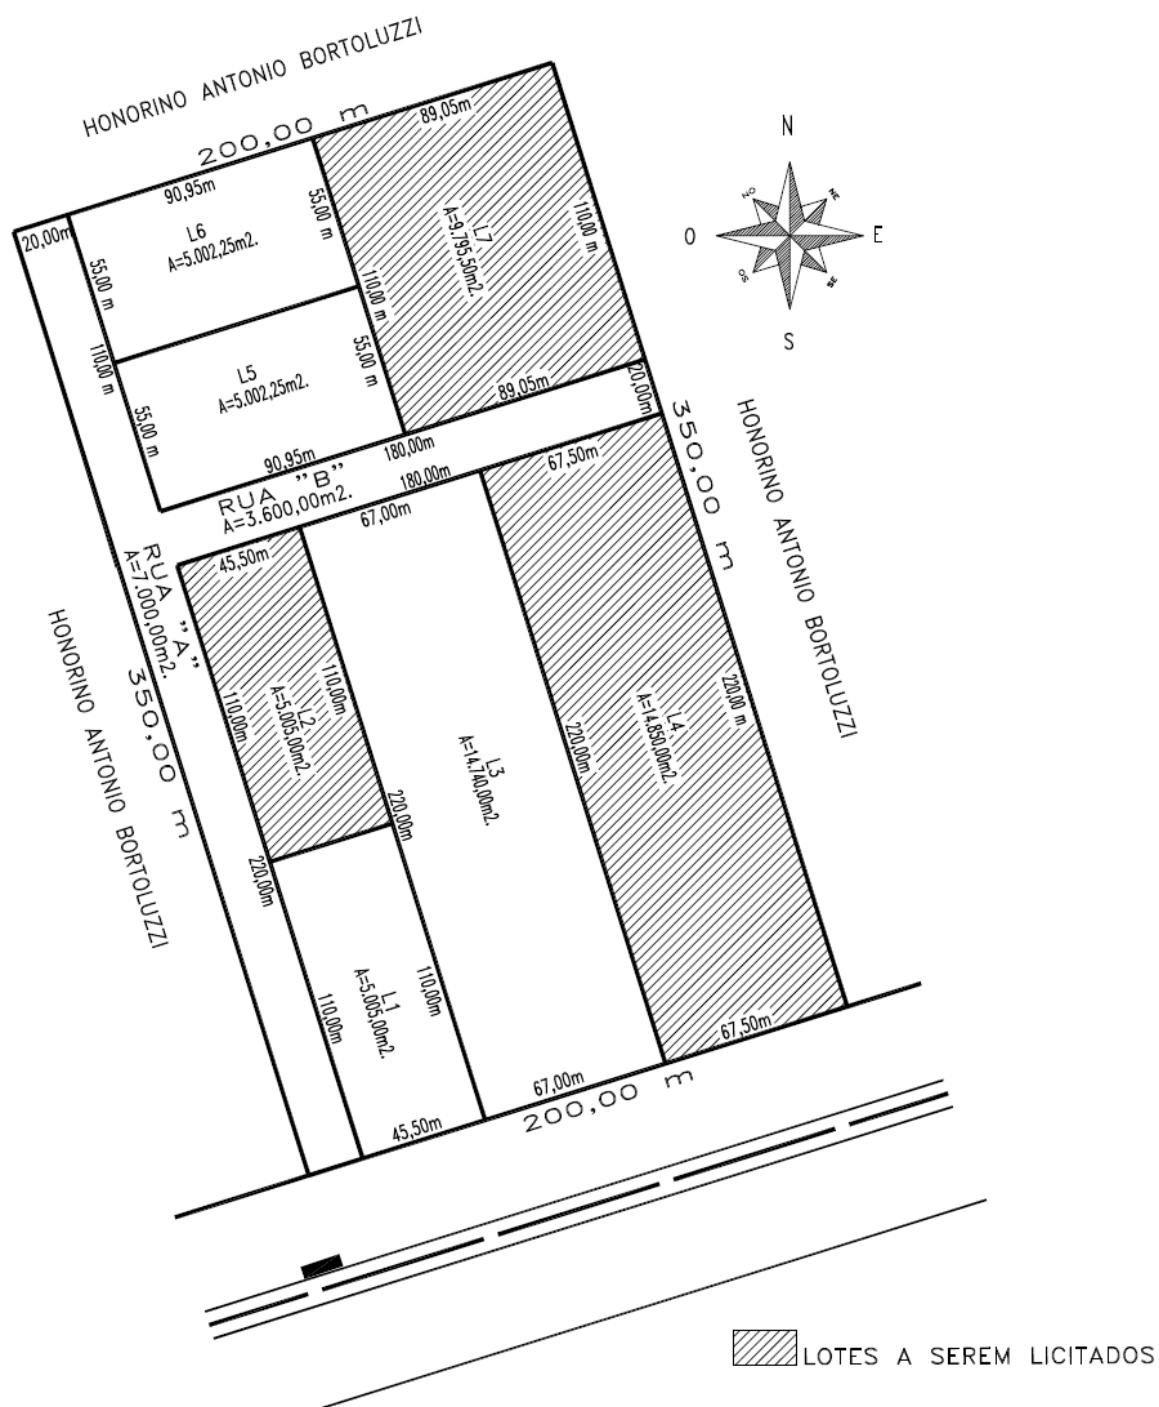 HONORINO ANTONIO BORTOLUZZI
200,00 m
89,05m
90,95m
20,00m
L6
A=5.002,25m2.
55,00 m
55,00 m
L7
A=9.795,50m2.
110,00 m
110,00 m
110,00 m
L5
A=5.002,25m2.
55,00 m
55,00 m
89,05m
20,00m
90,95m
180,00m
RUA "B"
A=3.600,00m2.
180,00m
67,50m
67,00m
45,50m
350,00 m
HONORINO ANTONIO BORTOLUZZI
RUA "A"
A=7.000,00m2.
350,00 m
HONORINO ANTONIO BORTOLUZZI
110,00m
L2
A=5.005,00m2.
110,00m
220,00m
220,00m
L3
A=14.740,00m2.
220,00m
L4
A=14.850,00m2.
220,00 m
L1
A=5.005,00m2.
110,00m
110,00m
45,50m
67,00m
67,50m
200,00 m
N
NO
NE
O
E
OS
SE
S
LOTES A SEREM LICITADOS